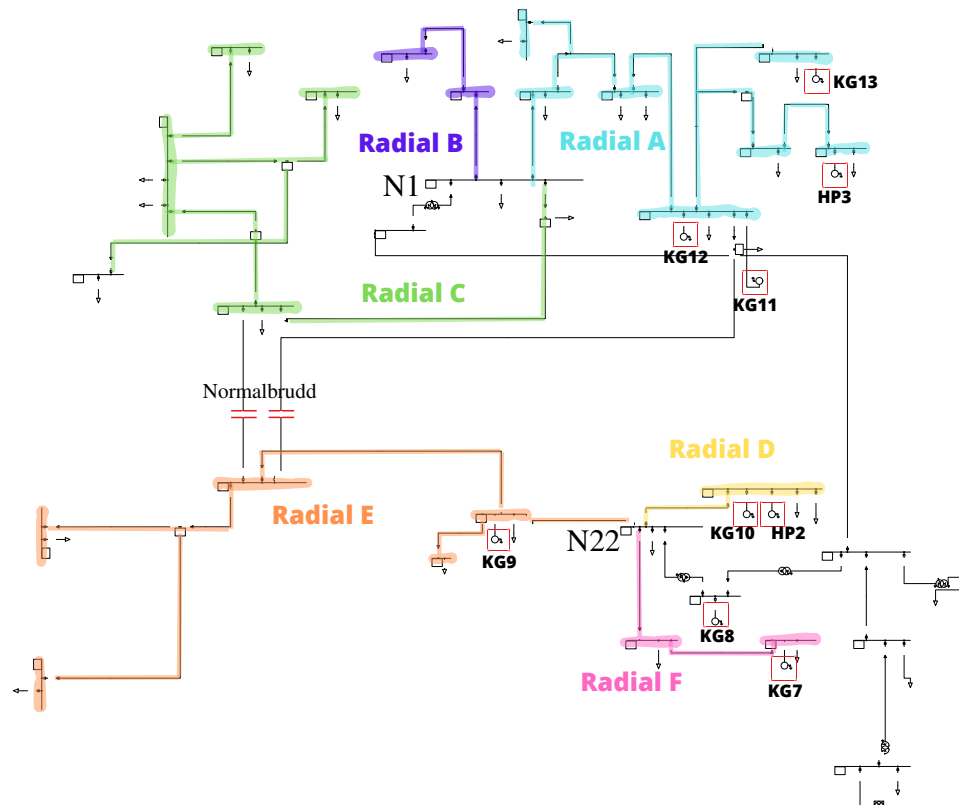 KG13
Radial B
Radial A
N1
HP3
KG12
Radial C
KG11
Normalbrudd
Radial D
Radial E
KG10
HP2
N22
KG9
KG8
Radial F
KG7